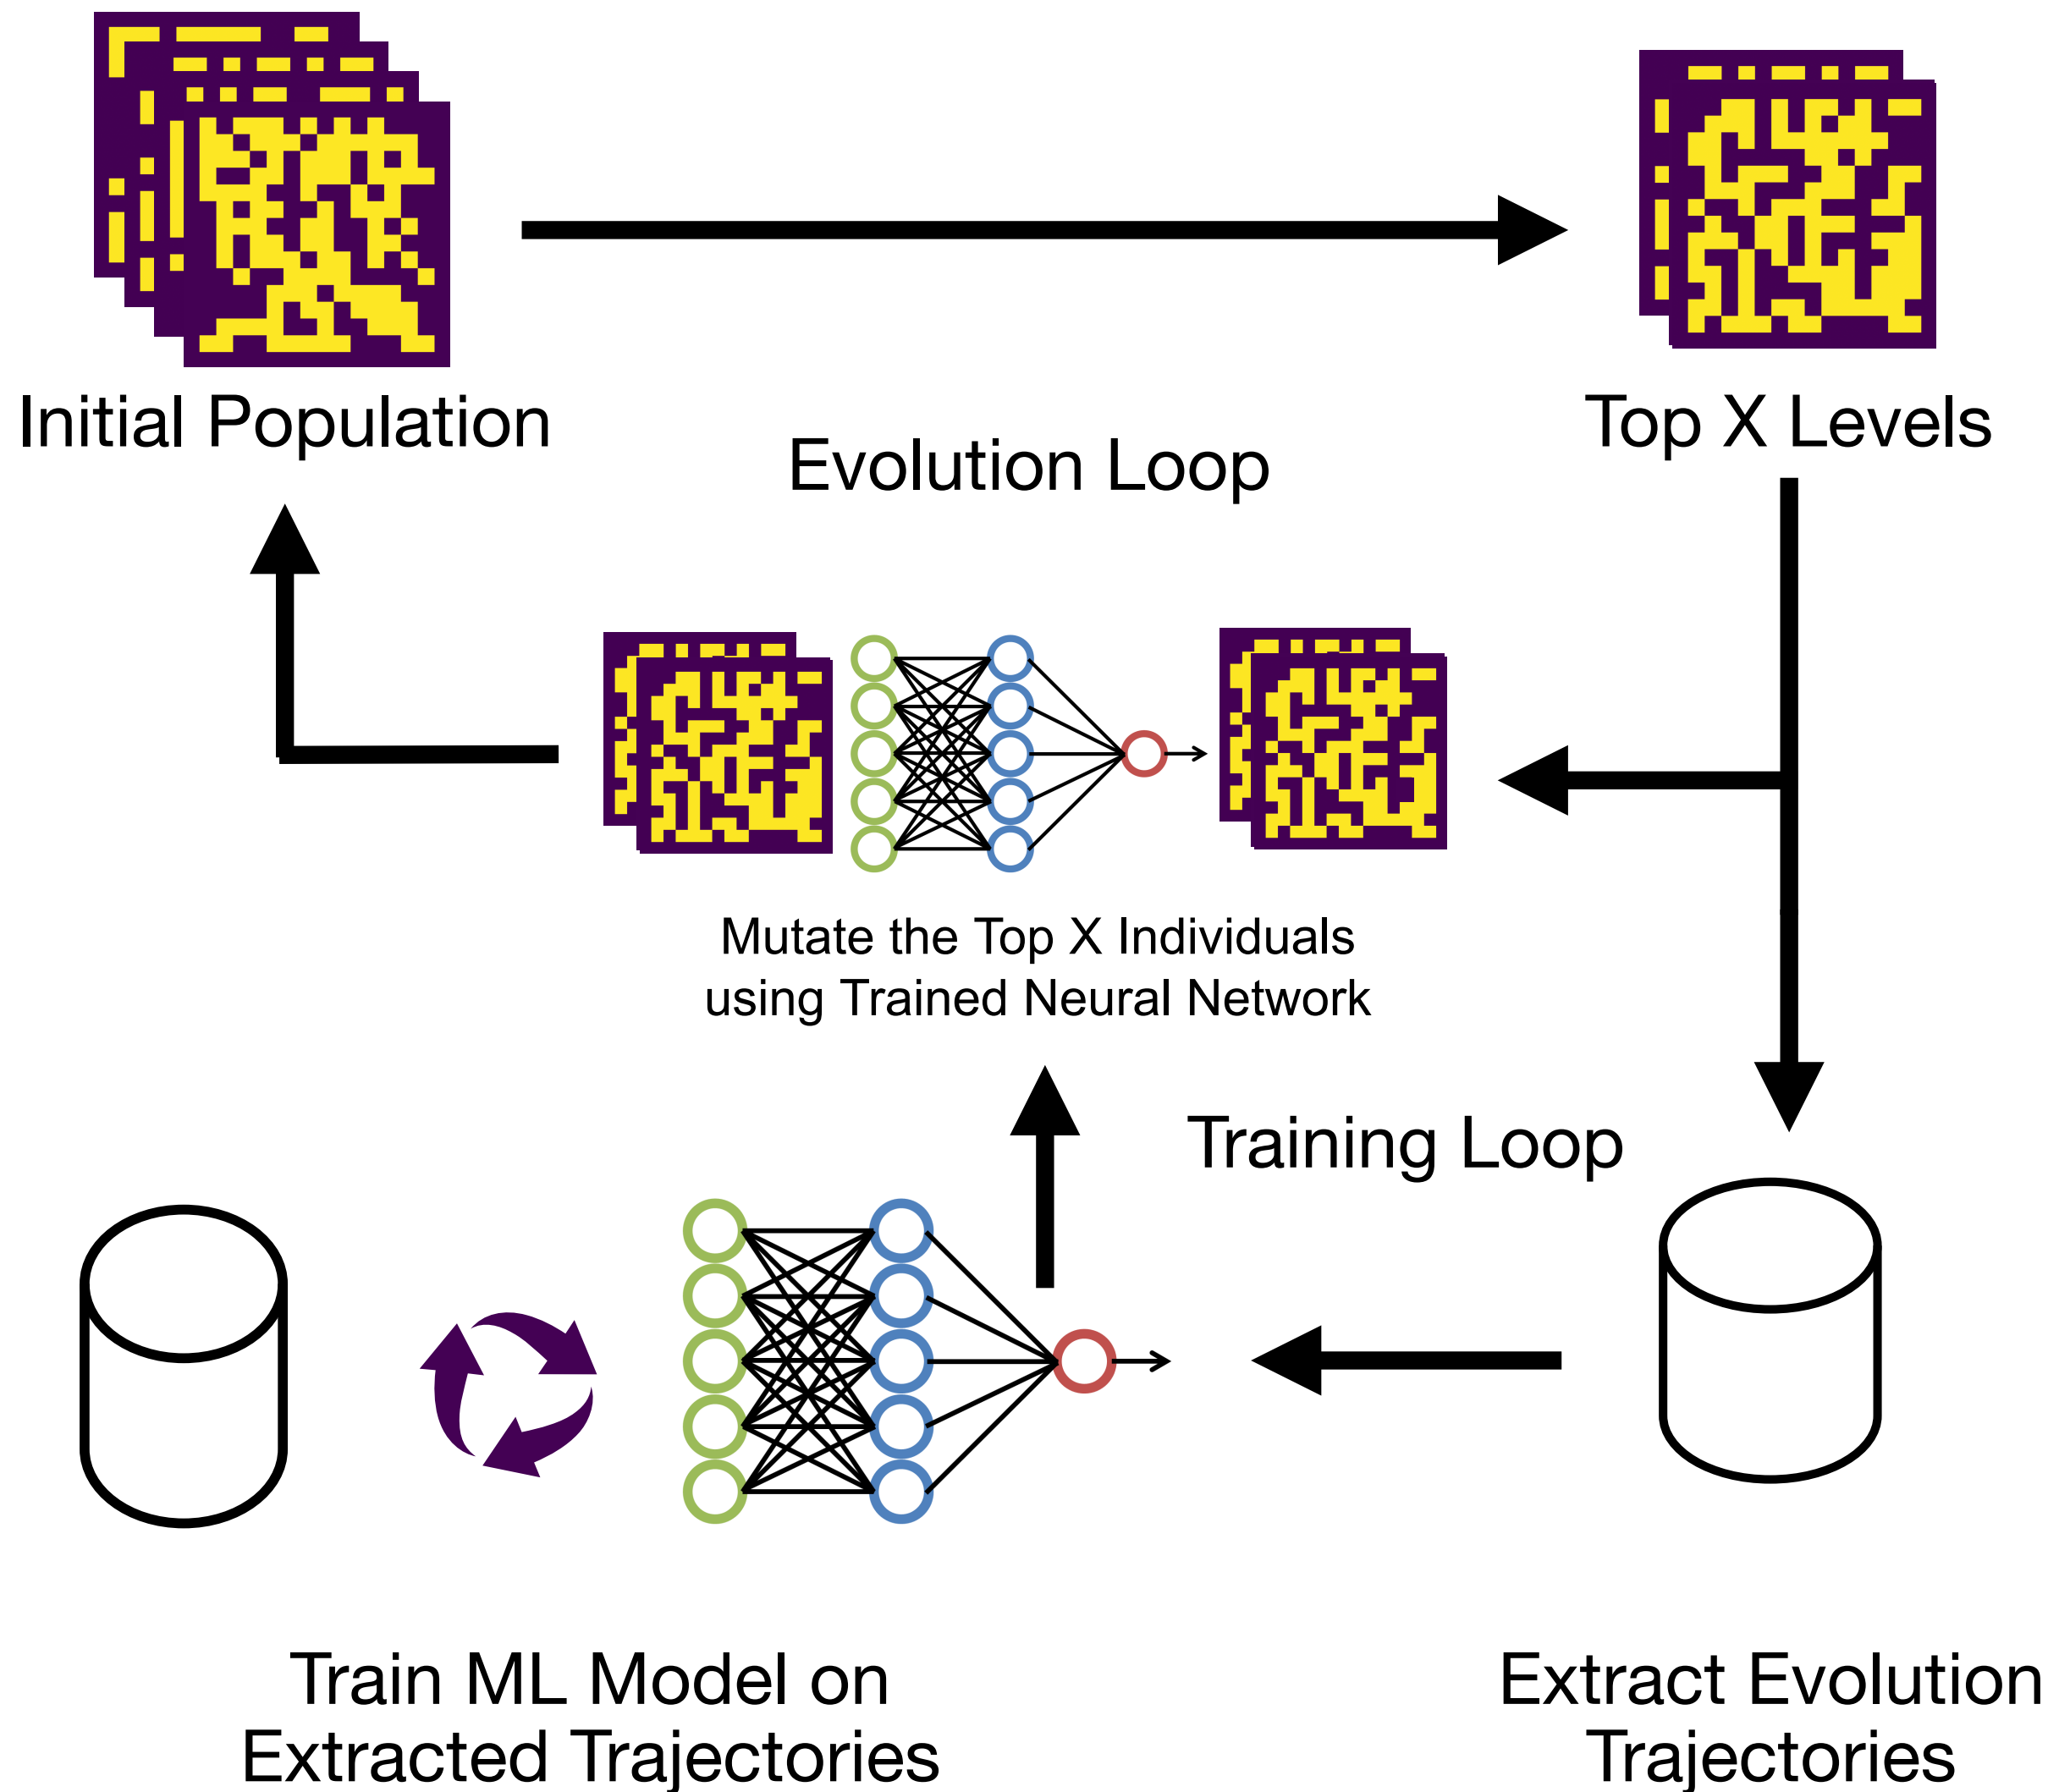 Initial Population
Top X Levels
Evolution Loop
Mutate the Top X Individuals
using Trained Neural Network
Training Loop
Train ML Model on
Extracted Trajectories
Extract Evolution
Trajectories